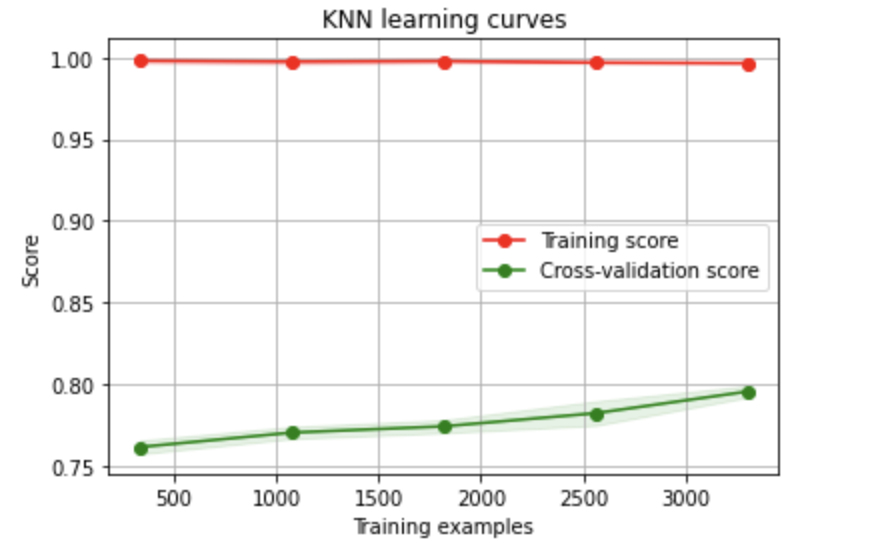 KNN learning curves
1.00
0.95
0.90
0.85
0.80
0.75
Score
Training score
Cross-validation score
500 1000 1500 2000 2500 3000
Training examples